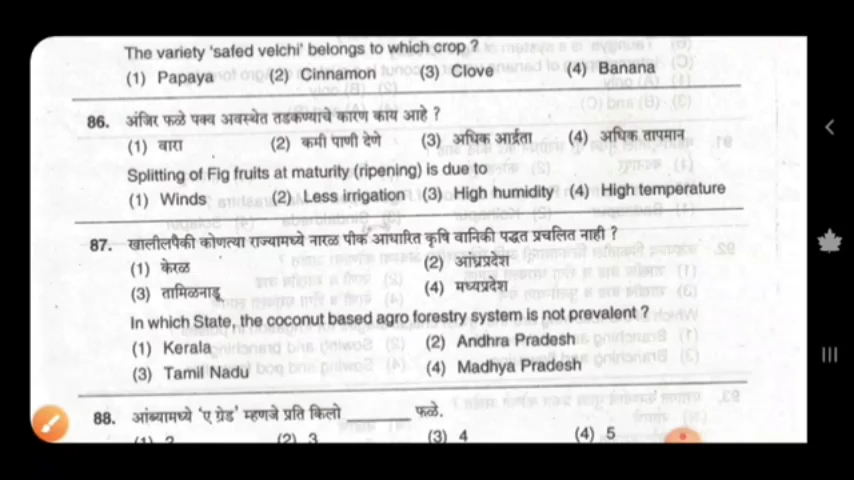 The variety 'safed velchi' belongs to which crop ?
(1) Papaya (2) Cinnamon (3) Clove (4) Banana
86. अंजिर फळे पक्व अवस्थेत तडकण्याचे कारण काय आहे ?
(1) वारा (2) कमी पाणी देणे (3) अधिक आर्द्रता (4) अधिक तापमान
Splitting of Fig fruits at maturity (ripening) is due to
(1) Winds (2) Less irrigation (3) High humidity (4) High temperature
87. खालीलपैकी कोणत्या राज्यामध्ये नारळ पीक आधारित कृषि वानिकी पद्धत प्रचलित नाही ?
(1) केरळ (2) आंध्रप्रदेश
(3) तामिळनाडू (4) मध्यप्रदेश
In which State, the coconut based agro forestry system is not prevalent ?
(1) Kerala (2) Andhra Pradesh
(3) Tamil Nadu (4) Madhya Pradesh
88. आंब्यामध्ये 'ए ग्रेड' म्हणजे प्रति किलो ______ फळे.
(1) 2 (2) 3 (3) 4 (4) 5